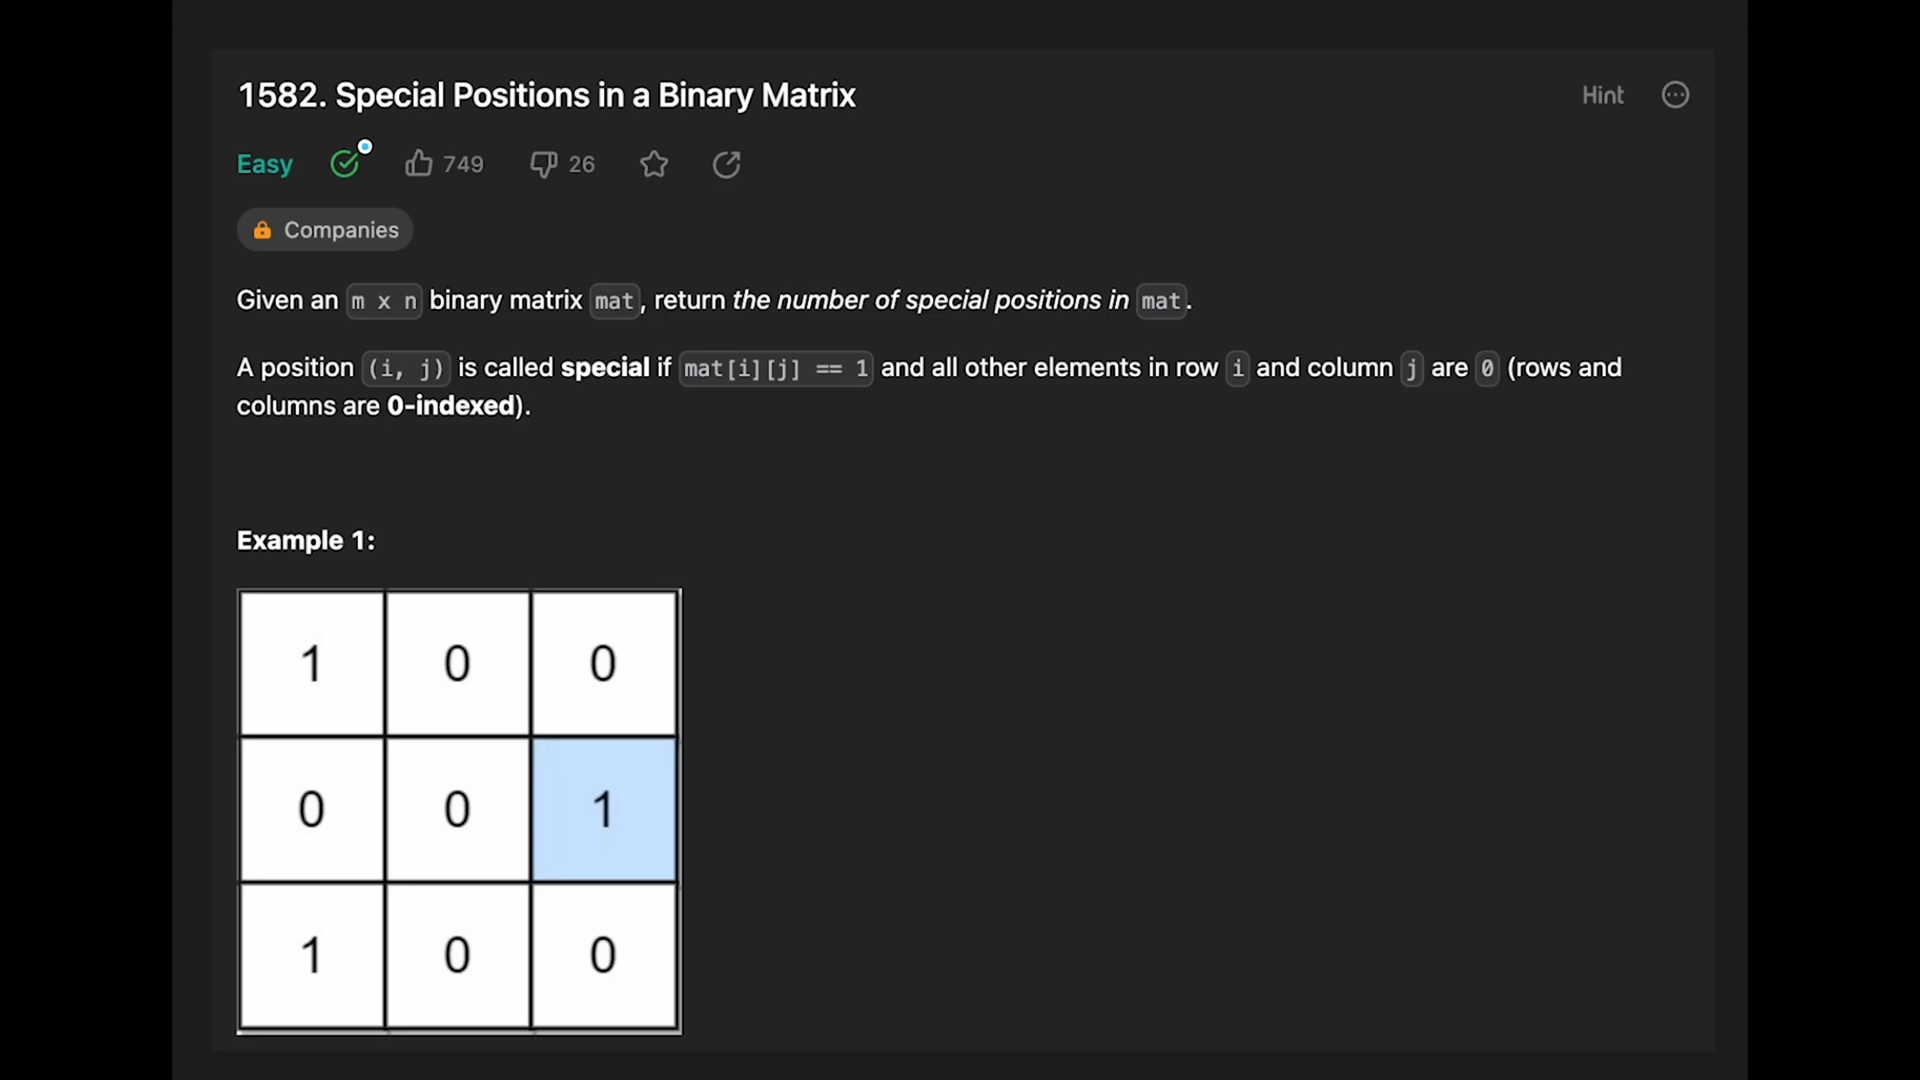 1582. Special Positions in a Binary Matrix
Hint
Easy 749 26
Companies
Given an m x n binary matrix mat, return the number of special positions in mat.
A position (i, j) is called special if mat[i][j] == 1 and all other elements in row i and column j are 0 (rows and
columns are 0-indexed).
Example 1:
1 0 0
0 0 1
1 0 0